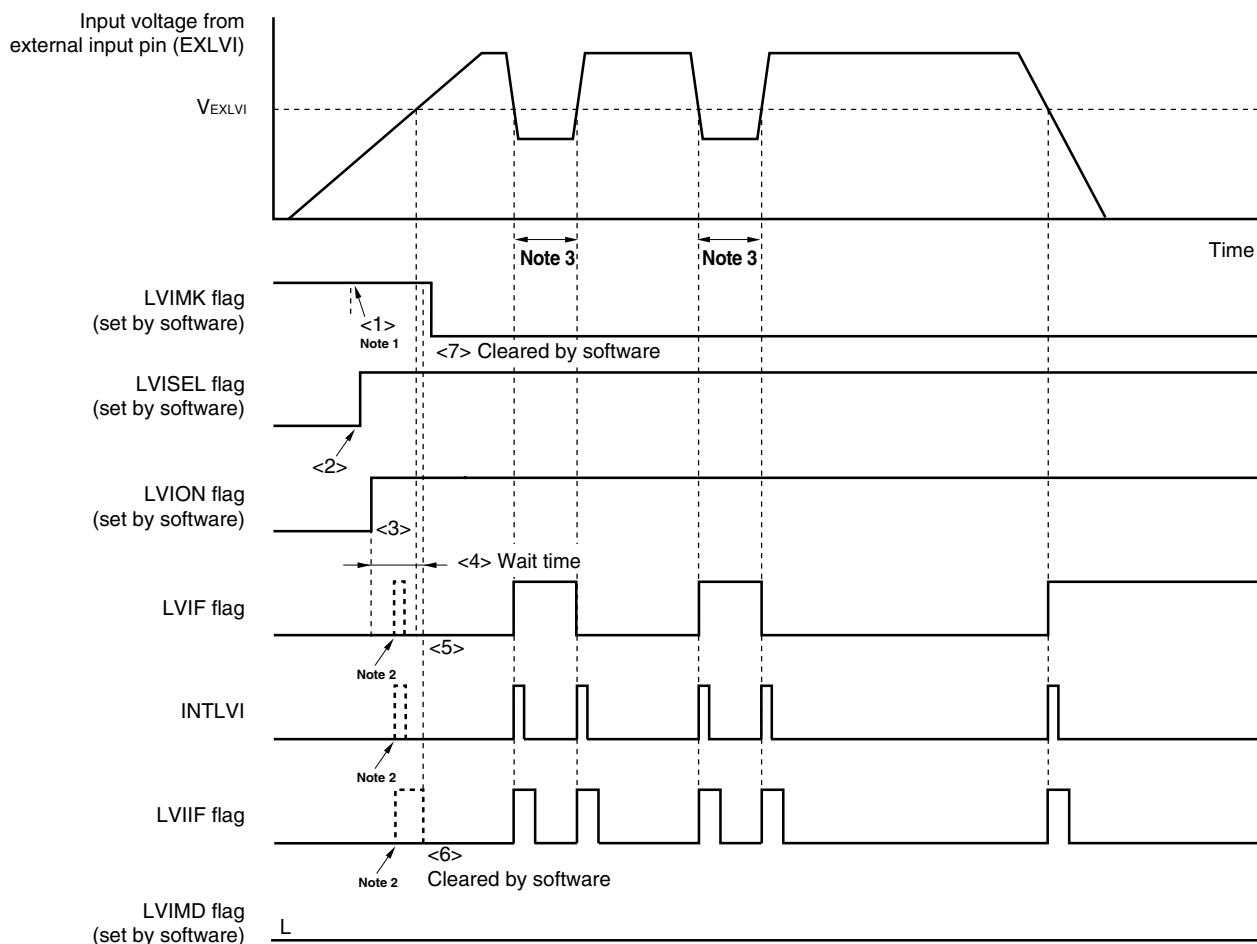 Input voltage from
external input pin (EXLVI)
VEXLVI
Time
Note 3
Note 3
LVIMK flag
(set by software)
<1>
Note 1
<7> Cleared by software
LVISEL flag
(set by software)
<2>
LVION flag
(set by software)
<3>
<4> Wait time
LVIF flag
<5>
Note 2
INTLVI
Note 2
LVIIF flag
<6>
Cleared by software
Note 2
LVIMD flag
(set by software)
L